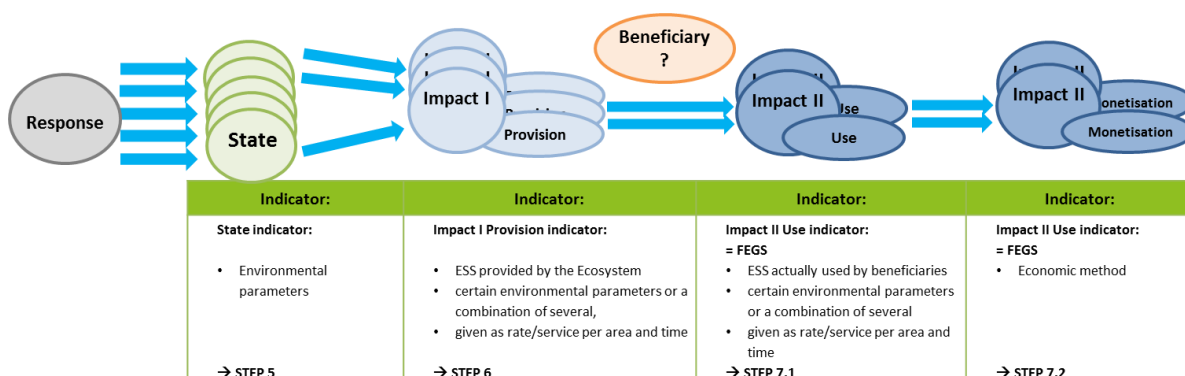 Beneficiary
?
Response
State
Impact I
Provision
Impact II
Use
Use
Impact II
Monetisation
Indicator:
Indicator:
Indicator:
Indicator:
State indicator:
• Environmental
parameters
→ STEP 5
Impact I Provision indicator:
• ESS provided by the Ecosystem
• certain environmental parameters or a
combination of several,
• given as rate/service per area and time
→ STEP 6
Impact II Use indicator:
= FEGS
• ESS actually used by beneficiaries
• certain environmental parameters
or a combination of several
• given as rate/service per area and
time
→ STEP 7.1
Impact II Use indicator:
= FEGS
• Economic method
→ STEP 7.2